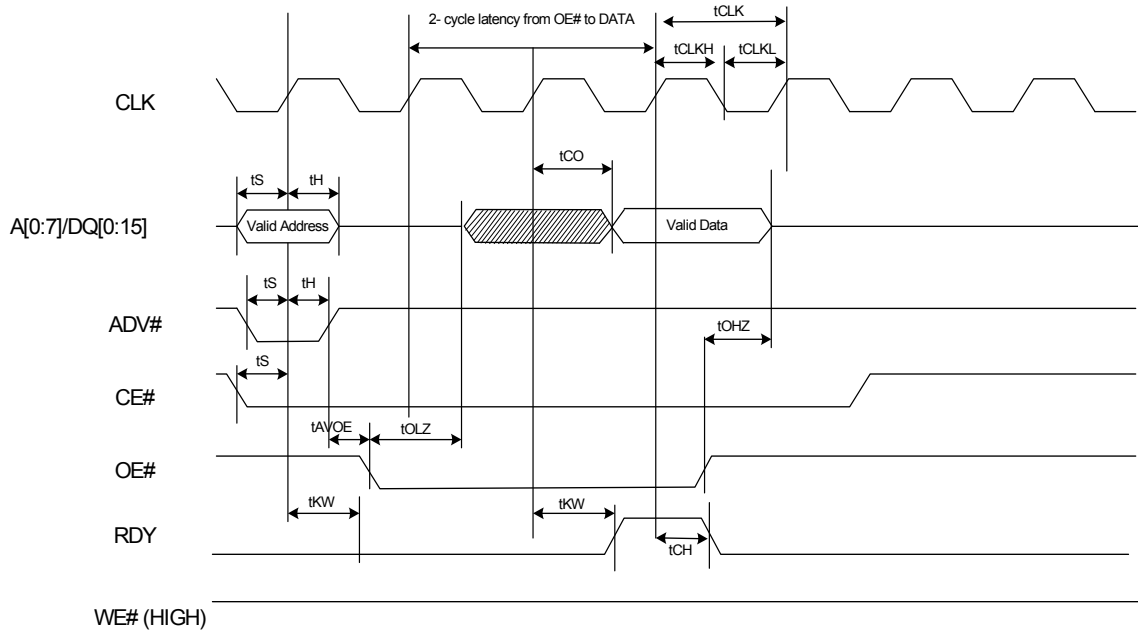 2- cycle latency from OE# to DATA
tCLK
tCLKH
tCLKL
CLK
tCO
tS
tH
A[0:7]/DQ[0:15]
Valid Address
Valid Data
tS
tH
ADV#
tOHZ
tS
CE#
tAVOE
tOLZ
OE#
tKW
tKW
RDY
tCH
WE# (HIGH)